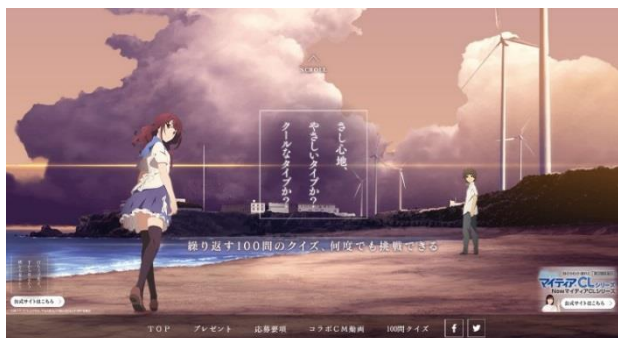 SCROLL
さし心地、
やさしいタイプか?
クールなタイプか?
繰り返す100問のクイズ、何度でも挑戦できる
公式サイトはこちら
マイティアCLシリーズ
New マイティアCLシリーズ
公式サイトはこちら
TOP プレゼント 応募要項 コラボCM動画 100問クイズ